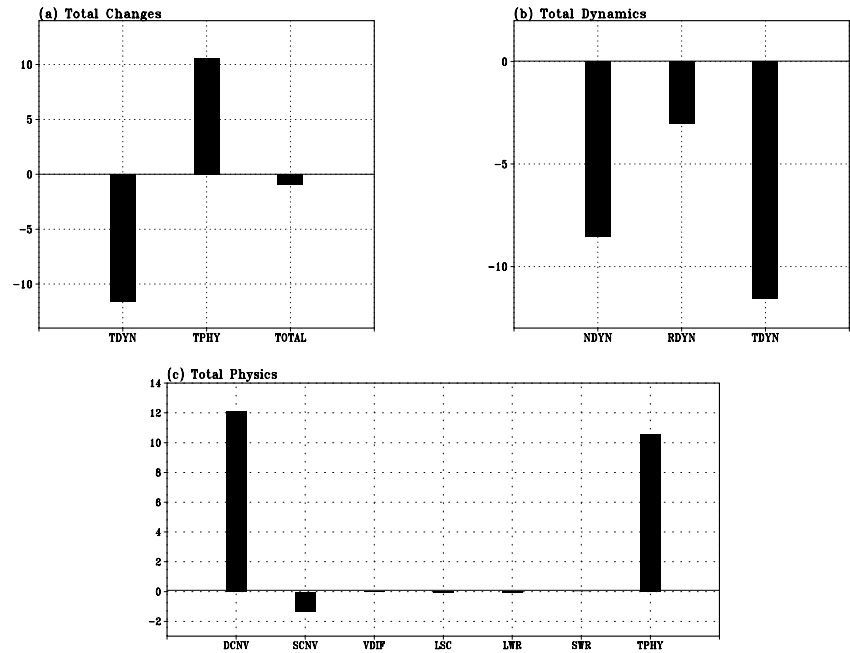 (a) Total Changes
10
5
0
−5
−10
TDYN TPHY TOTAL
(b) Total Dynamics
0
−5
−10
NDYN RDYN TDYN
(c) Total Physics
14
12
10
8
6
4
2
0
−2
DCNV SCNV VDIF LSC LWR SWR TPHY